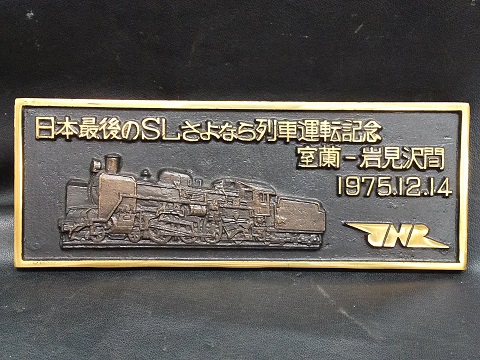 日本最後のSLさよなら列車運転記念
室蘭－岩見沢間
1975.12.14
JNR